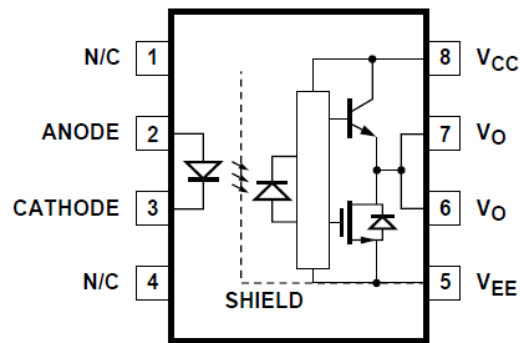 N/C 1
ANODE 2
CATHODE 3
N/C 4
SHIELD
8 VCC
7 VO
6 VO
5 VEE